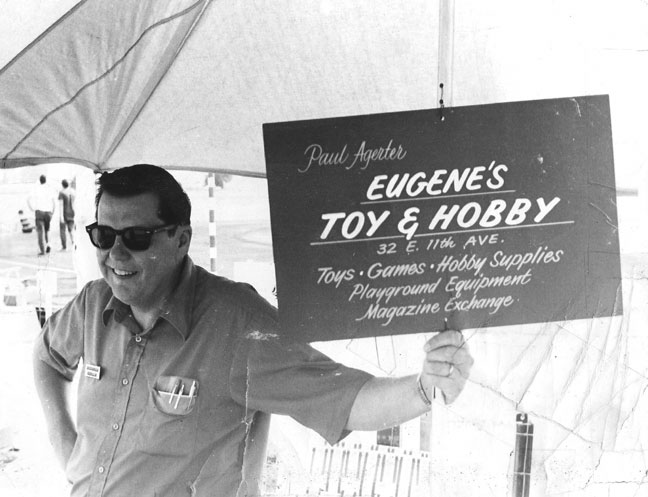 Paul Agerter
EUGENE'S
TOY & HOBBY
32 E. 11th AVE.
Toys · Games · Hobby Supplies
Playground Equipment
Magazine Exchange